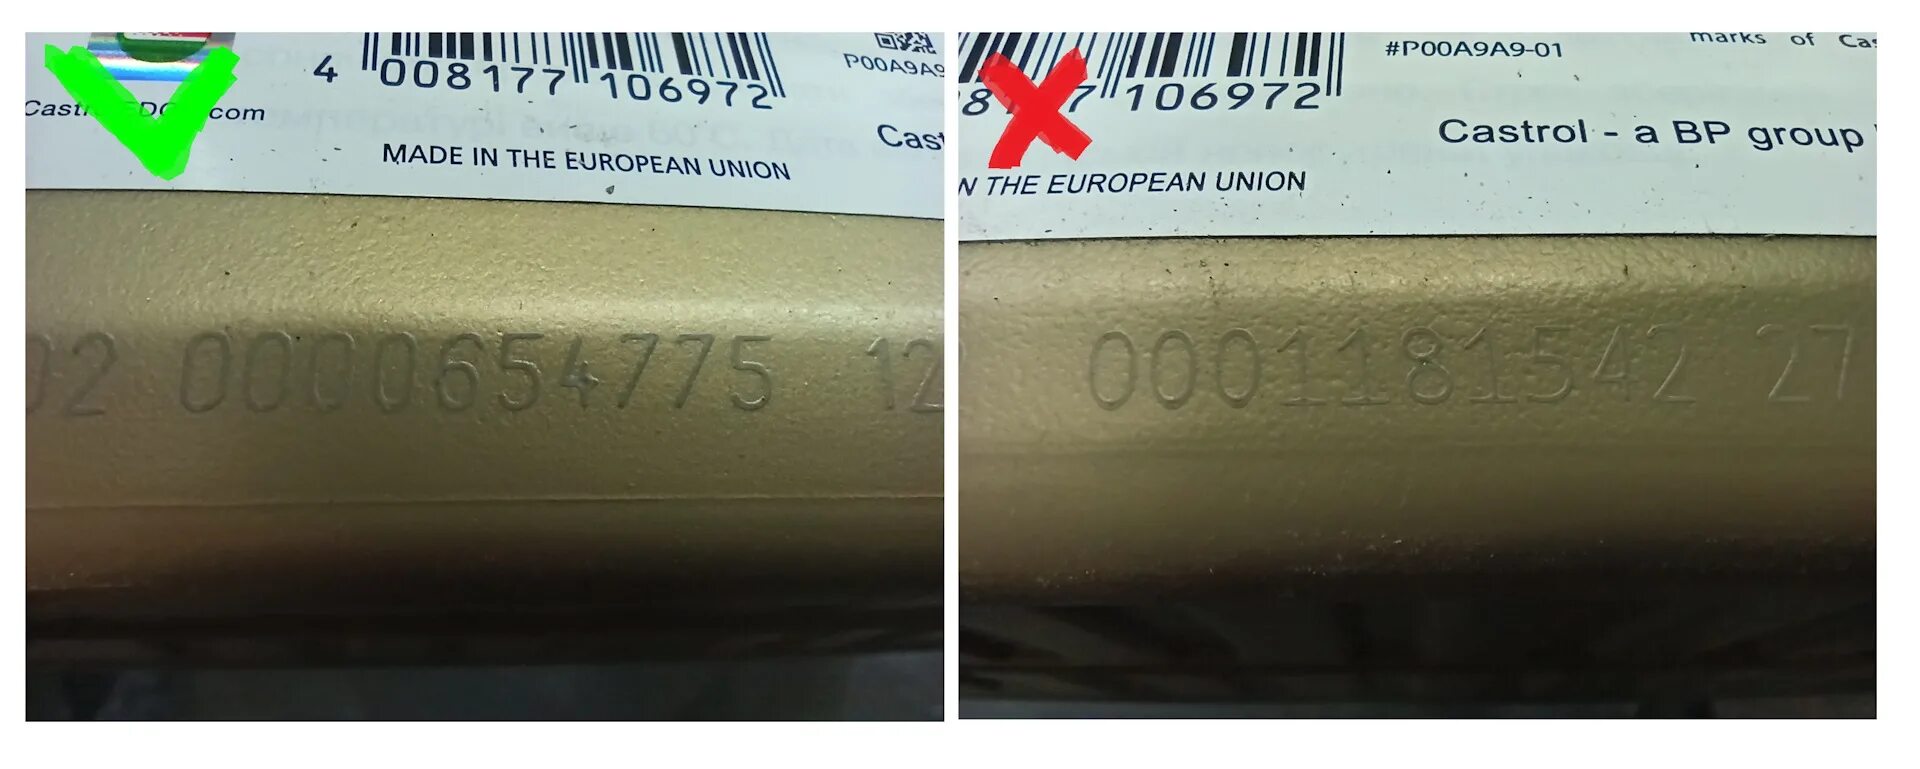 4 008177 106972
P00A9A9
com
Cast
MADE IN THE EUROPEAN UNION
02 0000654775 12
#P00A9A9-01
marks of Cas
106972
Castrol - a BP group
THE EUROPEAN UNION
0001181542 27